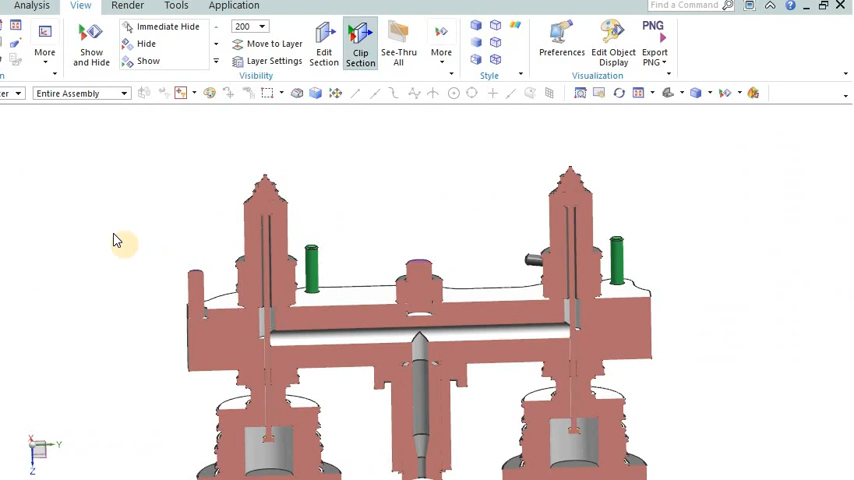 Analysis View Render Tools Application Find a Command
Immediate Hide 200
Hide Move to Layer
Show Layer Settings
More Show and Hide Edit Section Clip Section See-Thru All More Preferences Edit Object Display Export PNG
PNG
Visibility Style Visualization
Entire Assembly
X
Y
Z